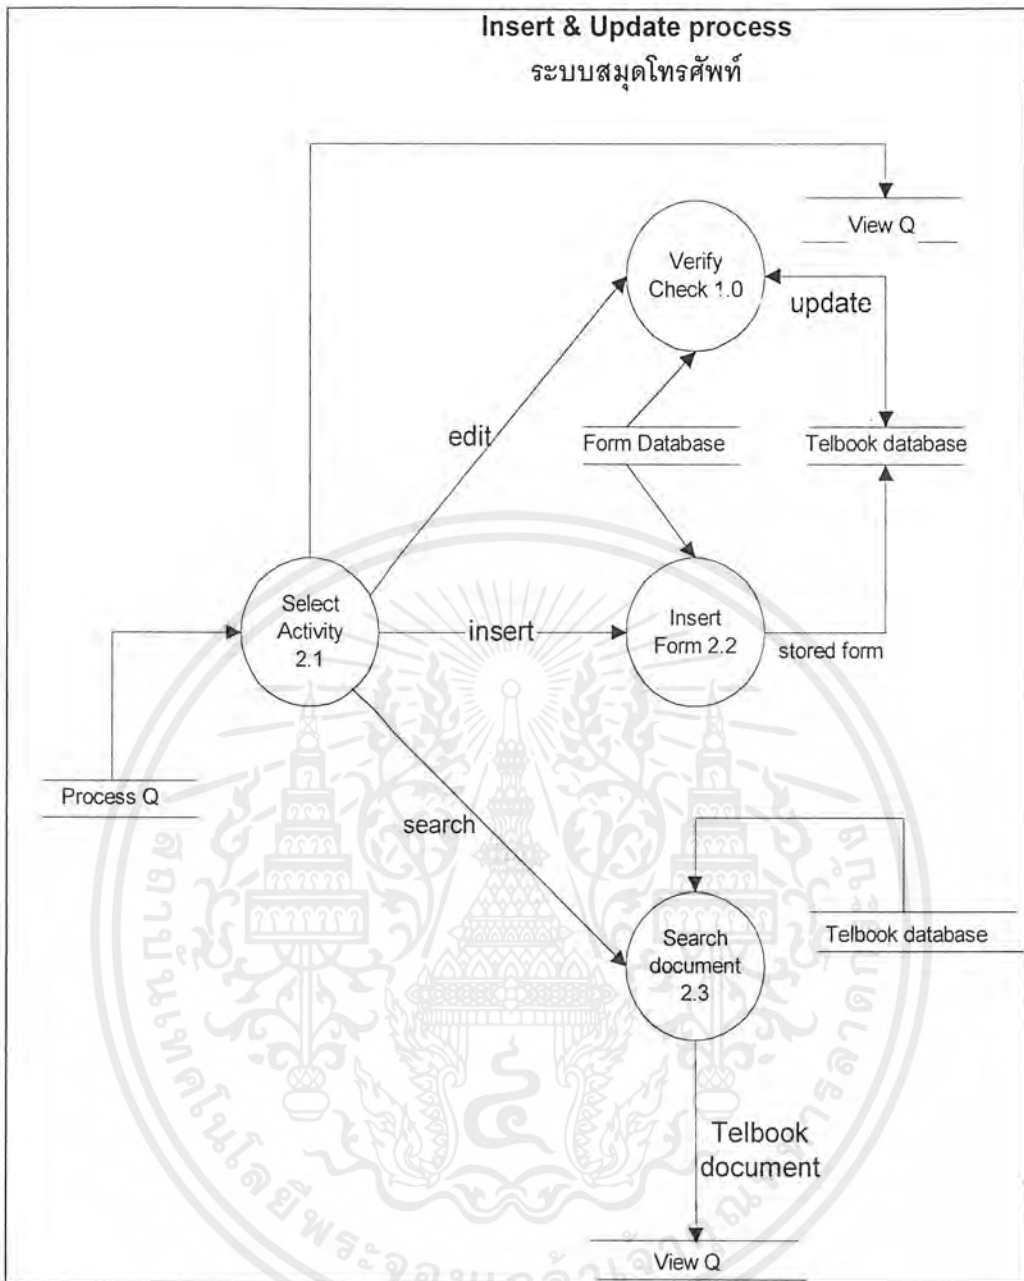 Insert & Update process
ระบบสมุดโทรศัพท์
View Q
Verify
Check 1.0
update
edit
Form Database
Telbook database
Select
Activity
2.1
insert
Insert
Form 2.2
stored form
Process Q
search
Search
document
2.3
Telbook database
Telbook
document
View Q